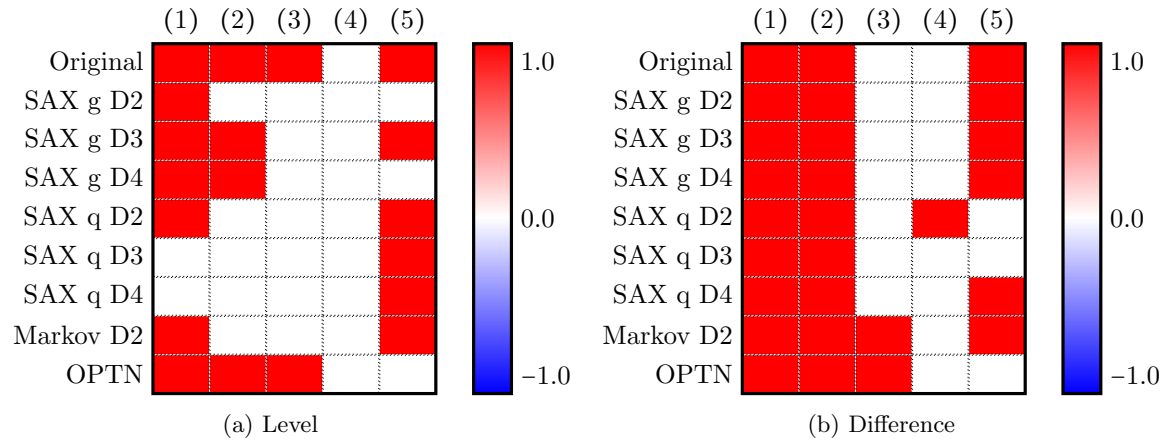 (1) (2) (3) (4) (5)
Original
SAX g D2
SAX g D3
SAX g D4
SAX q D2
SAX q D3
SAX q D4
Markov D2
OPTN
1.0
0.0
−1.0
(a) Level
(1) (2) (3) (4) (5)
Original
SAX g D2
SAX g D3
SAX g D4
SAX q D2
SAX q D3
SAX q D4
Markov D2
OPTN
1.0
0.0
−1.0
(b) Difference